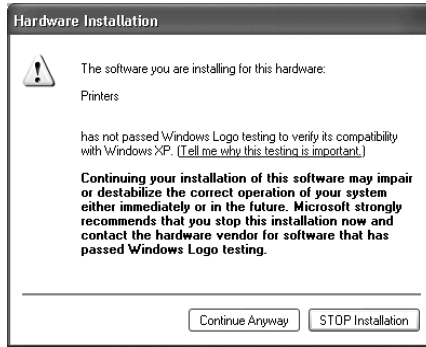 Hardware Installation
The software you are installing for this hardware:
Printers
has not passed Windows Logo testing to verify its compatibility
with Windows XP. (Tell me why this testing is important.)
Continuing your installation of this software may impair
or destabilize the correct operation of your system
either immediately or in the future. Microsoft strongly
recommends that you stop this installation now and
contact the hardware vendor for software that has
passed Windows Logo testing.
Continue Anyway
STOP Installation